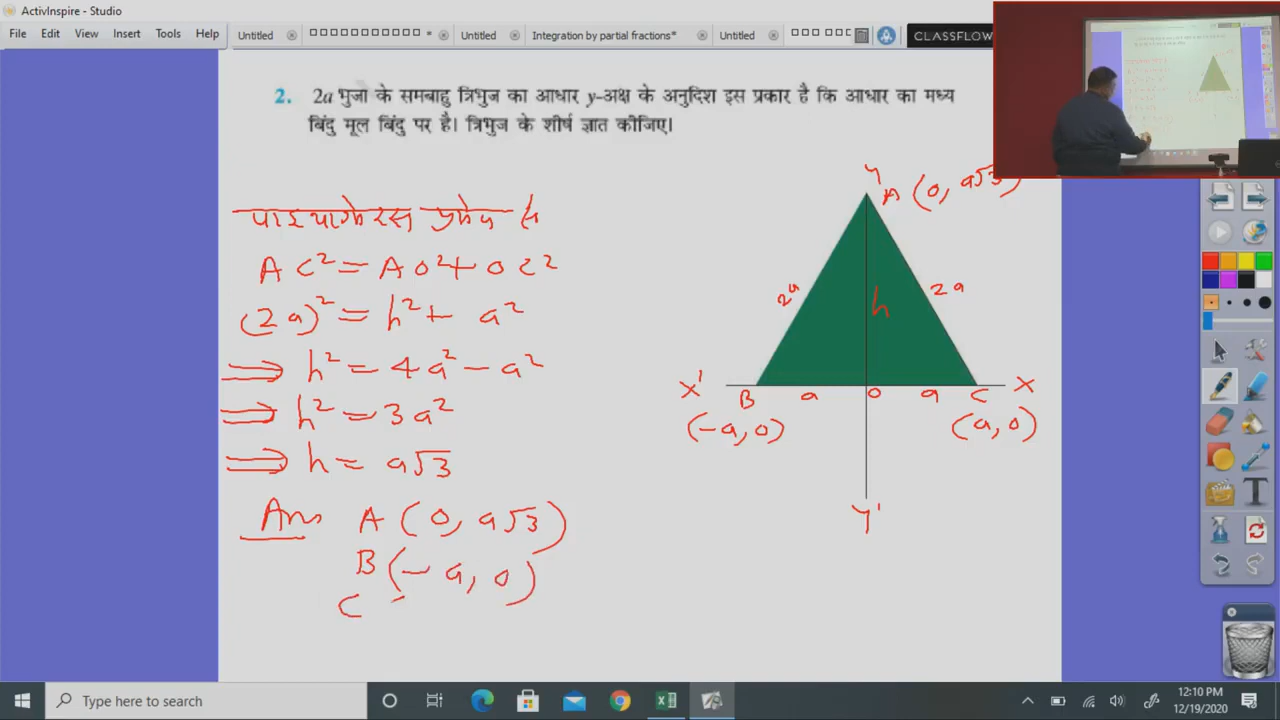 ActivInspire - Studio
File Edit View Insert Tools Help
Untitled * Untitled Integration by partial fractions* Untitled CLASSFLOW
2. 2a भुजा के समबाहु त्रिभुज का आधार y-अक्ष के अनुदिश इस प्रकार है कि आधार का मध्य
बिंदु मूल बिंदु पर है। त्रिभुज के शीर्ष ज्ञात कीजिए।
पाइथागोरस प्रमेय से
AC² = AO² + OC²
(2a)² = h² + a²
⟹ h² = 4a² - a²
⟹ h² = 3a²
⟹ h = a√3
Ans A (0, a√3)
B (-a, 0)
C
Y
A (0, a√3)
2a h 2a
X' B a O a C X
(-a, 0) (a, 0)
Y'
Type here to search
12:10 PM
12/19/2020